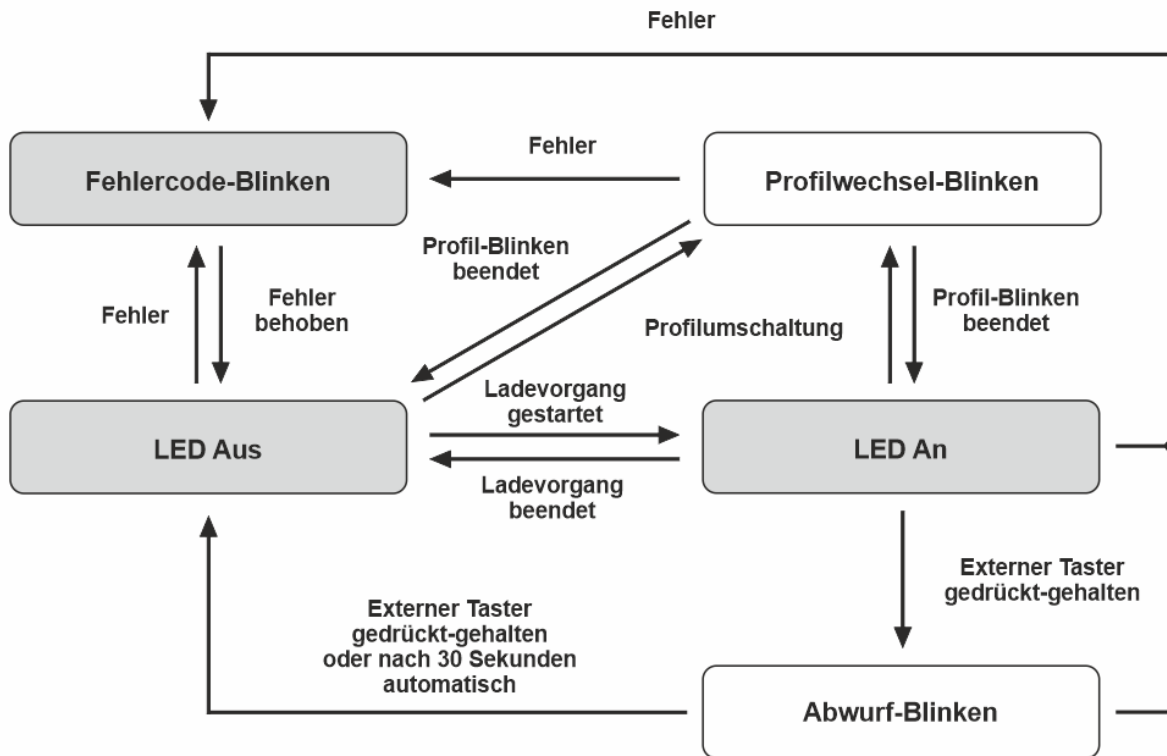 Fehler
Fehlercode-Blinken
Fehler
Profilwechsel-Blinken
Profil-Blinken
beendet
Fehler
Fehler
behoben
Profilumschaltung
Profil-Blinken
beendet
LED Aus
Ladevorgang
gestartet
LED An
Ladevorgang
beendet
Externer Taster
gedrückt-gehalten
Externer Taster
gedrückt-gehalten
oder nach 30 Sekunden
automatisch
Abwurf-Blinken